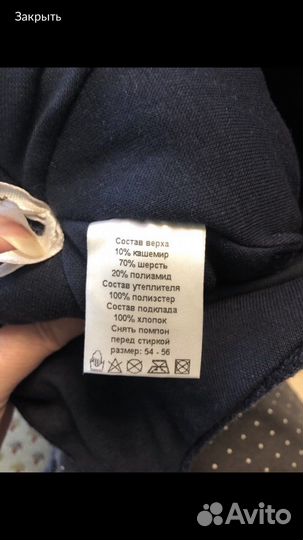 Закрыть
Состав верха
10% кашемир
70% шерсть
20% полиамид
Состав утеплителя
100% полиэстер
Состав подклада
100% хлопок
Снять помпон
перед стиркой
размер: 54 - 56
Avito